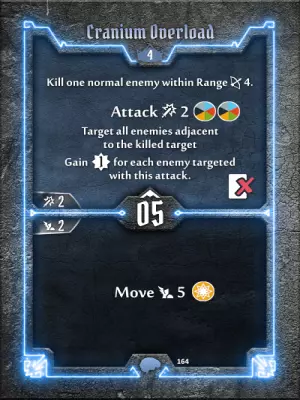 Cranium Overload
4
Kill one normal enemy within Range 4.
Attack 2
Target all enemies adjacent
to the killed target
Gain 1 for each enemy targeted
with this attack.
2
05
2
Move 5
164